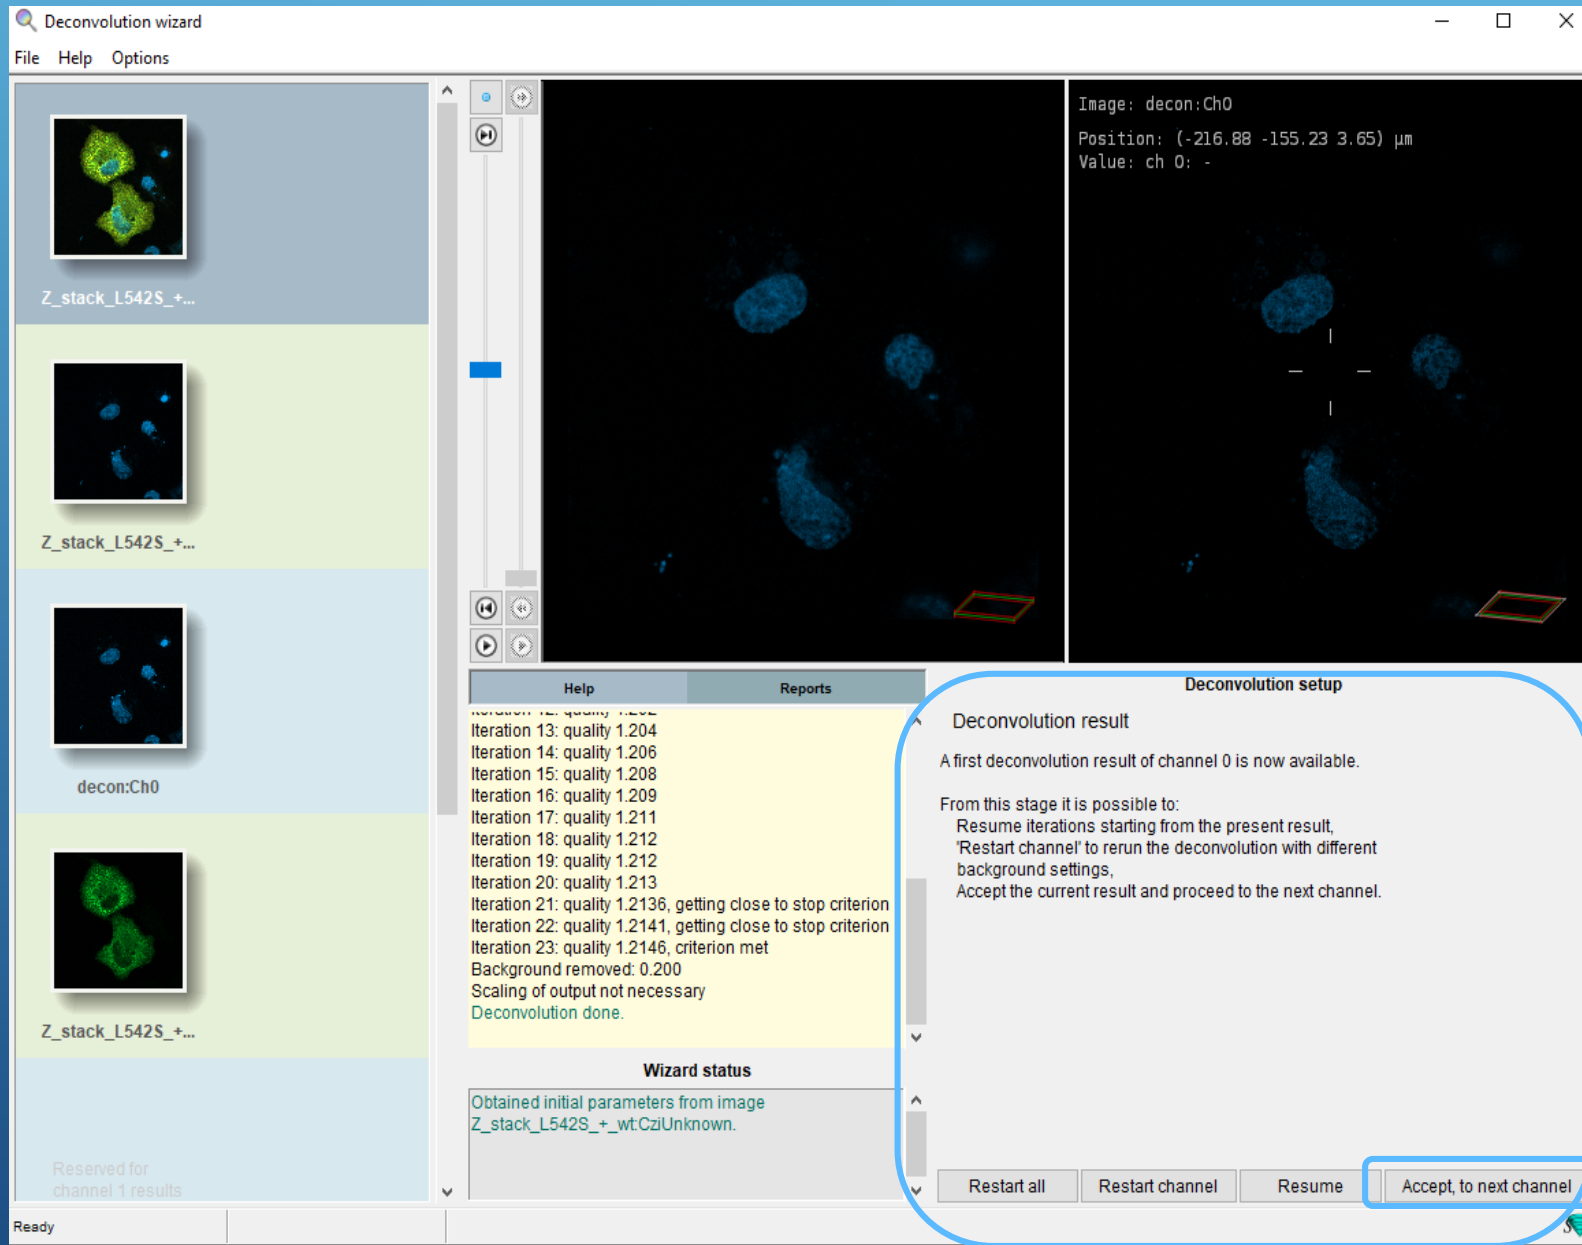 Deconvolution wizard
File Help Options
Z_stack_L542S_+...
Z_stack_L542S_+...
decon:Ch0
Z_stack_L542S_+...
Reserved for
channel 1 results
Image: decon:Ch0
Position: (-216.88 -155.23 3.65) µm
Value: ch 0: -
Help Reports
Iteration 12: quality 1.202
Iteration 13: quality 1.204
Iteration 14: quality 1.206
Iteration 15: quality 1.208
Iteration 16: quality 1.209
Iteration 17: quality 1.211
Iteration 18: quality 1.212
Iteration 19: quality 1.212
Iteration 20: quality 1.213
Iteration 21: quality 1.2136, getting close to stop criterion
Iteration 22: quality 1.2141, getting close to stop criterion
Iteration 23: quality 1.2146, criterion met
Background removed: 0.200
Scaling of output not necessary
Deconvolution done.
Wizard status
Obtained initial parameters from image
Z_stack_L542S_+_wt:CziUnknown.
Deconvolution setup
Deconvolution result
A first deconvolution result of channel 0 is now available.
From this stage it is possible to:
Resume iterations starting from the present result,
'Restart channel' to rerun the deconvolution with different
background settings,
Accept the current result and proceed to the next channel.
Restart all Restart channel Resume Accept, to next channel
Ready